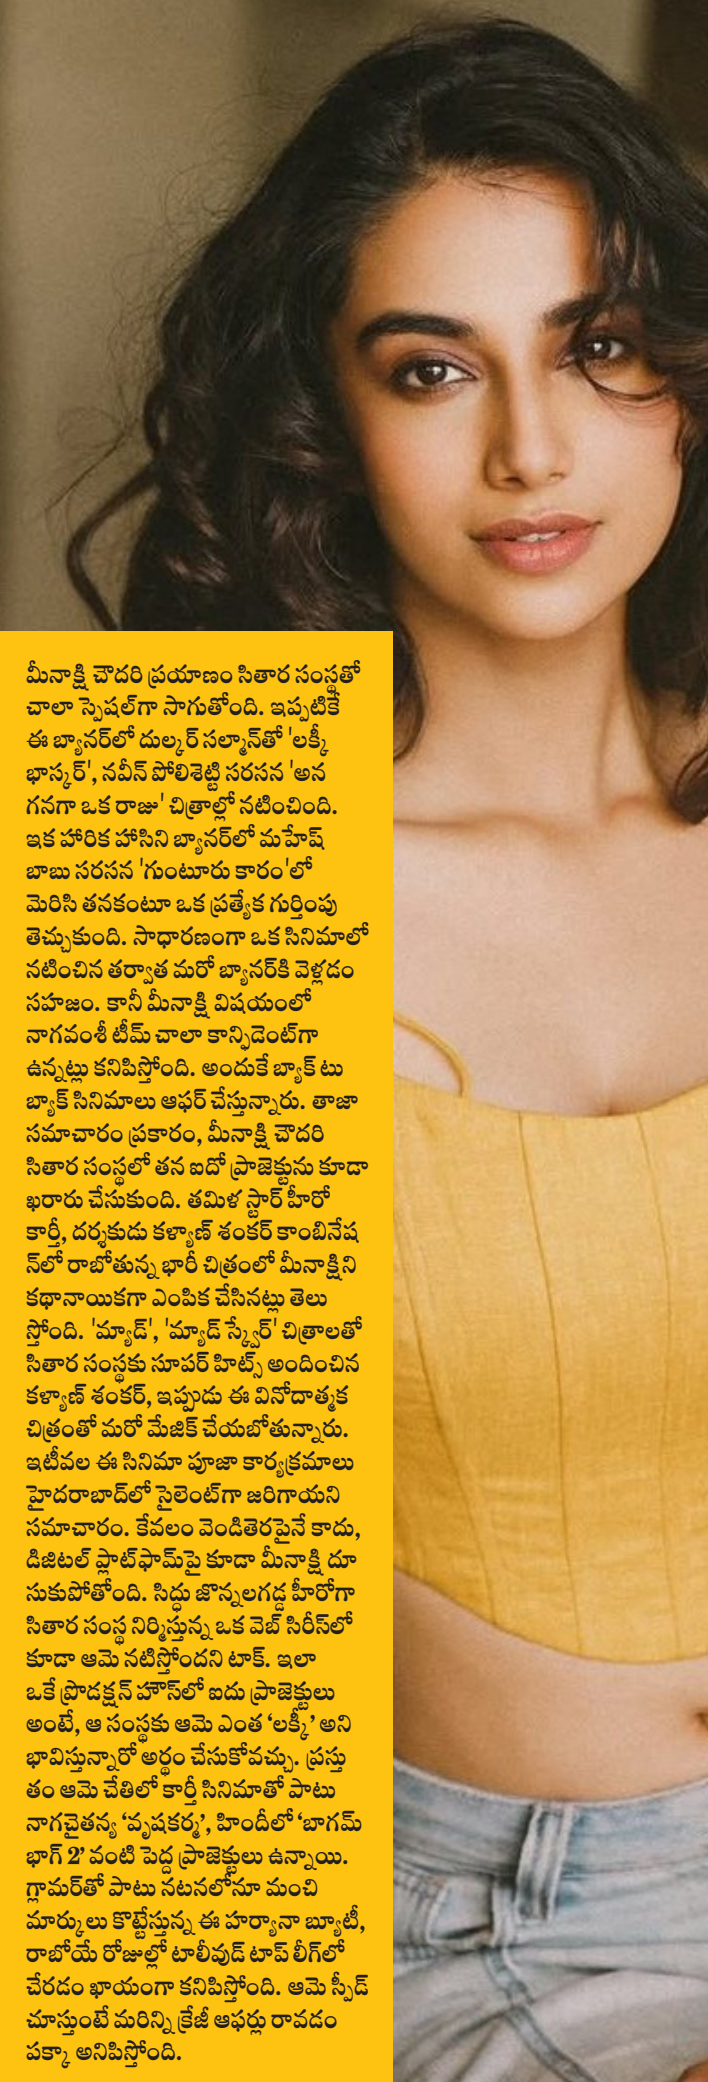 మీనాక్షి చౌదరి ప్రయాణం సితార సంస్థతో
చాలా స్పెషల్‌గా సాగుతోంది. ఇప్పటికే
ఈ బ్యానర్‌లో దుల్కర్ సల్మాన్‌తో 'లక్కీ
భాస్కర్', నవీన్ పోలిశెట్టి సరసన 'అన
గనగా ఒక రాజు' చిత్రాల్లో నటించింది.
ఇక హారిక హాసిని బ్యానర్‌లో మహేష్
బాబు సరసన 'గుంటూరు కారం'లో
మెరిసి తనకంటూ ఒక ప్రత్యేక గుర్తింపు
తెచ్చుకుంది. సాధారణంగా ఒక సినిమాలో
నటించిన తర్వాత మరో బ్యానర్‌కి వెళ్లడం
సహజం. కానీ మీనాక్షి విషయంలో
నాగవంశీ టీమ్ చాలా కాన్ఫిడెంట్‌గా
ఉన్నట్లు కనిపిస్తోంది. అందుకే బ్యాక్ టు
బ్యాక్ సినిమాలు ఆఫర్ చేస్తున్నారు. తాజా
సమాచారం ప్రకారం, మీనాక్షి చౌదరి
సితార సంస్థలో తన ఐదో ప్రాజెక్టును కూడా
ఖరారు చేసుకుంది. తమిళ స్టార్ హీరో
కార్తీ, దర్శకుడు కళ్యాణ్ శంకర్ కాంబినేష
న్‌లో రాబోతున్న భారీ చిత్రంలో మీనాక్షిని
కథానాయికగా ఎంపిక చేసినట్లు తెలు
స్తోంది. 'మ్యాడ్', 'మ్యాడ్ స్క్వేర్' చిత్రాలతో
సితార సంస్థకు సూపర్ హిట్స్ అందించిన
కళ్యాణ్ శంకర్, ఇప్పుడు ఈ వినోదాత్మక
చిత్రంతో మరో మేజిక్ చేయబోతున్నారు.
ఇటీవల ఈ సినిమా పూజా కార్యక్రమాలు
హైదరాబాద్‌లో సైలెంట్‌గా జరిగాయని
సమాచారం. కేవలం వెండితెరపైనే కాదు,
డిజిటల్ ప్లాట్‌ఫామ్‌పై కూడా మీనాక్షి దూ
సుకుపోతోంది. సిద్ధు జొన్నలగడ్డ హీరోగా
సితార సంస్థ నిర్మిస్తున్న ఒక వెబ్ సిరీస్‌లో
కూడా ఆమె నటిస్తోందని టాక్. ఇలా
ఒకే ప్రొడక్షన్ హౌస్‌లో ఐదు ప్రాజెక్టులు
అంటే, ఆ సంస్థకు ఆమె ఎంత ‘లక్కీ’ అని
భావిస్తున్నారో అర్థం చేసుకోవచ్చు. ప్రస్తు
తం ఆమె చేతిలో కార్తీ సినిమాతో పాటు
నాగచైతన్య ‘వృషకర్మ’, హిందీలో ‘బాగమ్
భాగ్ 2’ వంటి పెద్ద ప్రాజెక్టులు ఉన్నాయి.
గ్లామర్‌తో పాటు నటనలోనూ మంచి
మార్కులు కొట్టేస్తున్న ఈ హర్యానా బ్యూటీ,
రాబోయే రోజుల్లో టాలీవుడ్ టాప్ లీగ్‌లో
చేరడం ఖాయంగా కనిపిస్తోంది. ఆమె స్పీడ్
చూస్తుంటే మరిన్ని క్రేజీ ఆఫర్లు రావడం
పక్కా అనిపిస్తోంది.